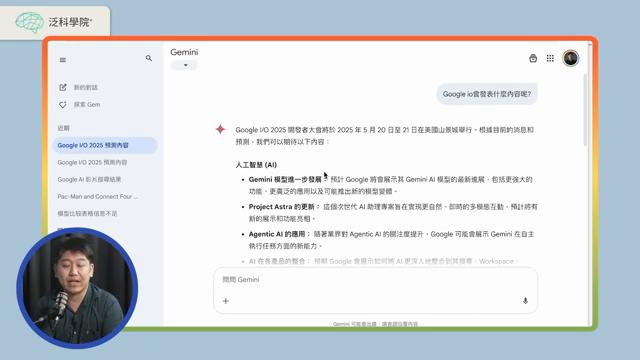 泛科學院+
Gemini
新的對話
探索 Gem
近期
Google I/O 2025 預測內容
Google I/O 2025 預測內容
Google AI 影片搜尋結果
Pac-Man and Connect Four ...
模型比較表格信息不足
Google io會發表什麼內容呢?
Google I/O 2025 開發者大會將於 2025 年 5 月 20 日至 21 日在美國山景城舉行。根據目前的消息和
預測，我們可以期待以下內容：
人工智慧 (AI)
Gemini 模型進一步發展： 預計 Google 將會展示其 Gemini AI 模型的最新進展，包括更強大的
功能、更廣泛的應用以及可能推出新的模型變體。
Project Astra 的更新： 這個次世代 AI 助理專案旨在實現更自然、即時的多模態互動，預計將有
新的展示和功能亮相。
Agentic AI 的應用： 隨著業界對 Agentic AI 的關注度提升，Google 可能會展示 Gemini 在自主
執行任務方面的新能力。
AI 在各產品的整合： 預期 Google 會展示如何將 AI 更深入地整合到其搜尋、Workspace、
問問 Gemini
Gemini 可能會出錯，請查證回覆內容